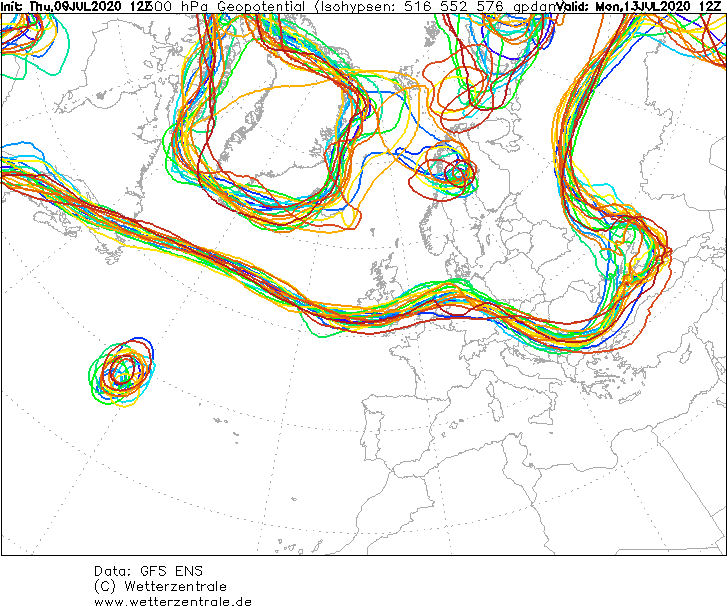 Init: Thu,09JUL2020 12Z 500 hPa Geopotential (Isohypsen: 516 552 576 gpdam) Valid: Mon,13JUL2020 12Z
Data: GFS ENS
(C) Wetterzentrale
www.wetterzentrale.de